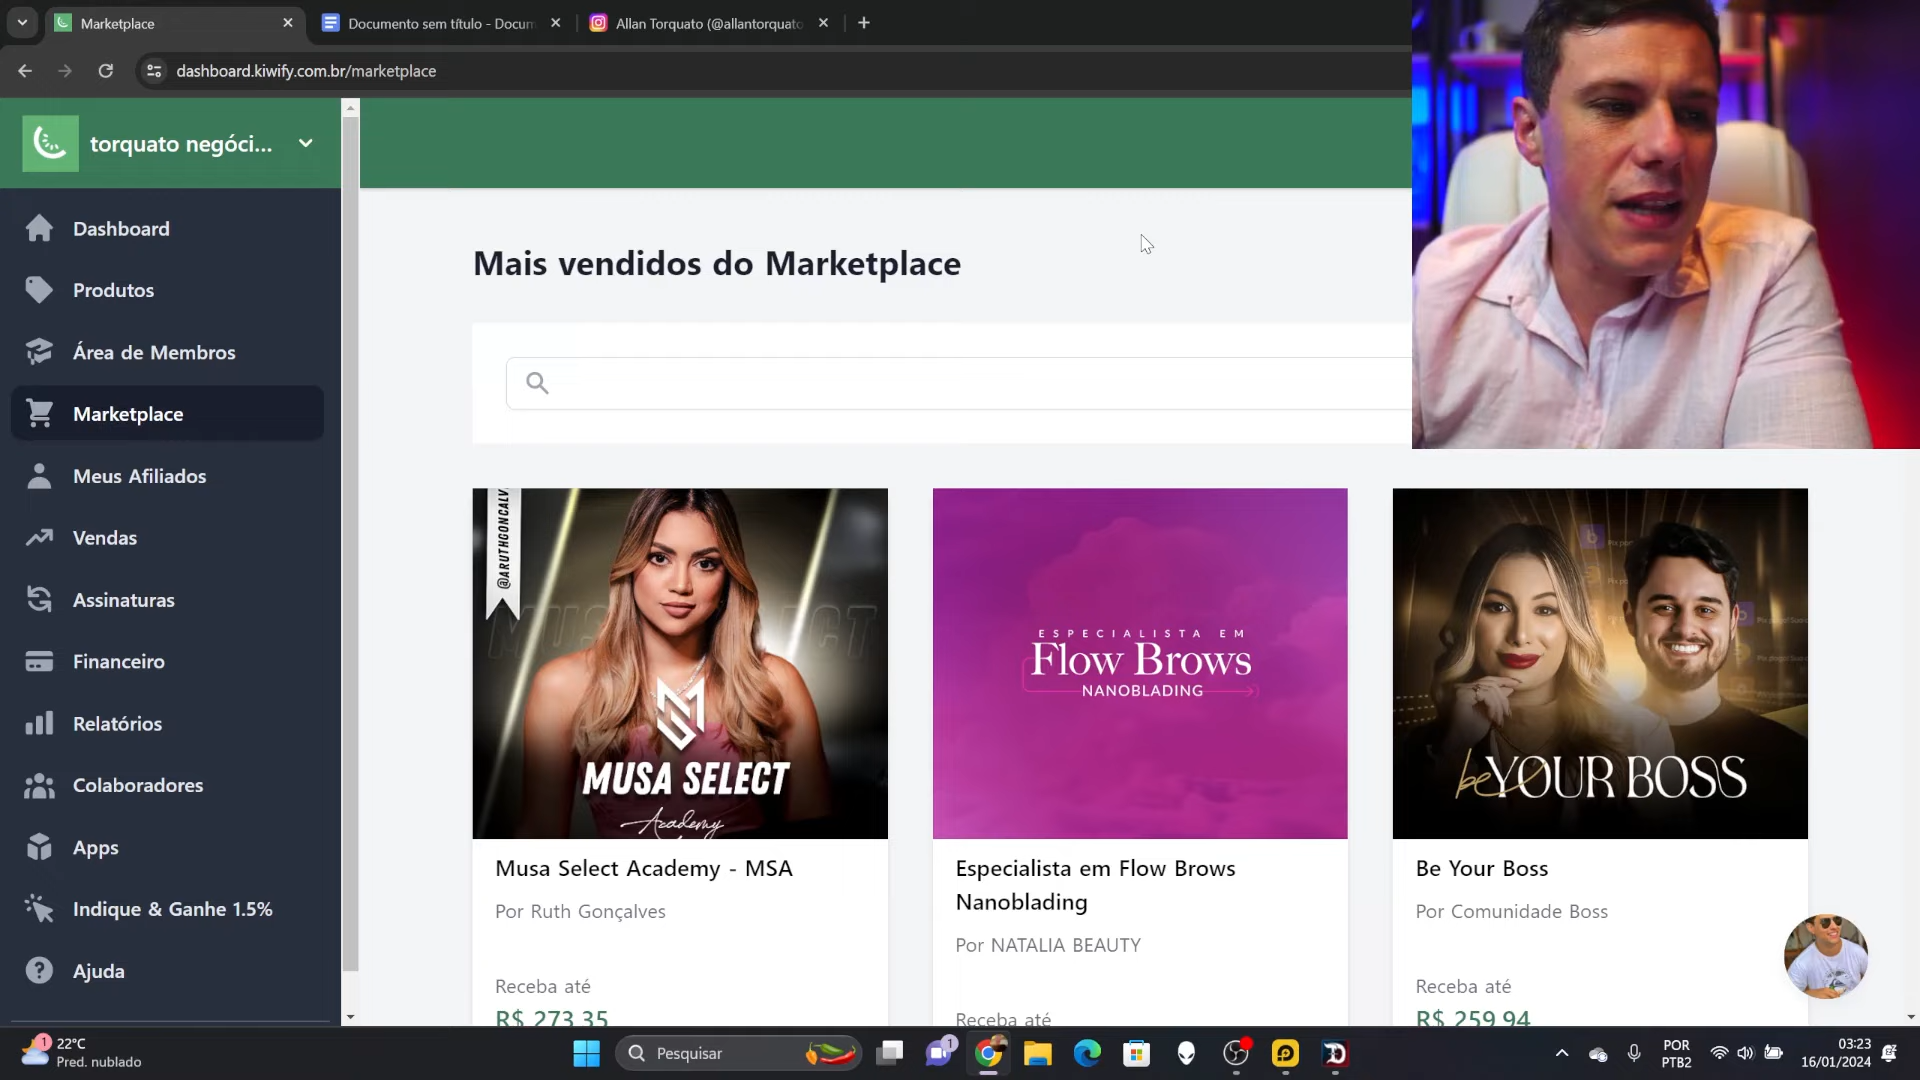 Marketplace
Documento sem título - Docum
Allan Torquato (@allantorquato
dashboard.kiwify.com.br/marketplace
torquato negóci...
Dashboard
Produtos
Área de Membros
Marketplace
Meus Afiliados
Vendas
Assinaturas
Financeiro
Relatórios
Colaboradores
Apps
Indique & Ganhe 1.5%
Ajuda
Mais vendidos do Marketplace
@ARUTHGONCALV
MUSA SELECT
Academy
Musa Select Academy - MSA
Por Ruth Gonçalves
Receba até
R$ 273,35
ESPECIALISTA EM
Flow Brows
NANOBLADING
Especialista em Flow Brows
Nanoblading
Por NATALIA BEAUTY
Receba até
be YOUR BOSS
Be Your Boss
Por Comunidade Boss
Receba até
R$ 259,94
1
22°C
Pred. nublado
Pesquisar
1
POR
PTB2
03:23
16/01/2024